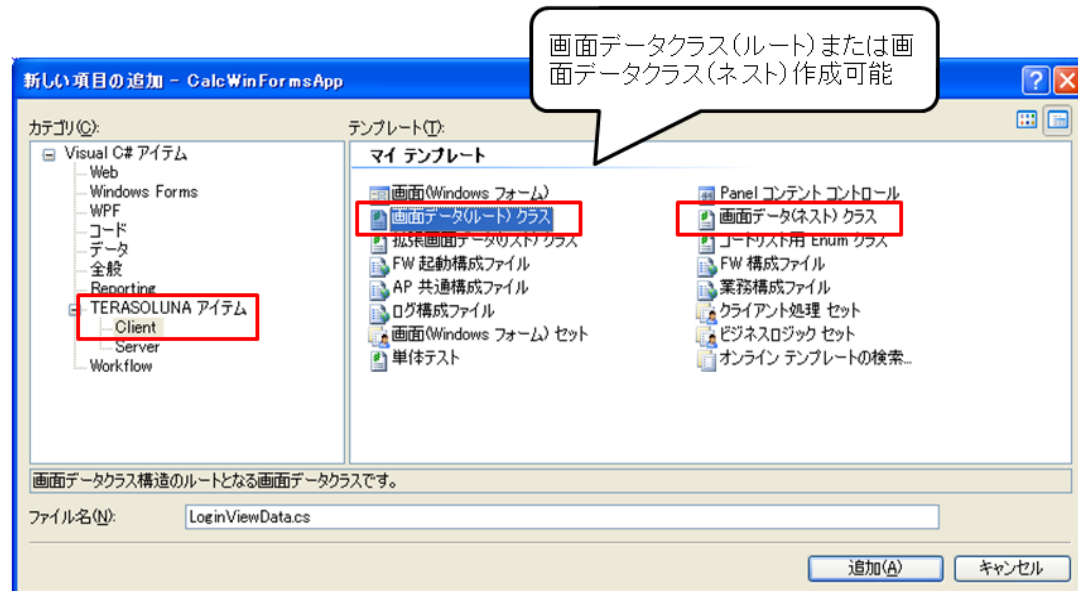 画面データクラス(ルート)または画
面データクラス(ネスト)作成可能
新しい項目の追加 - CalcWinFormsApp
カテゴリ(C):
テンプレート(T):
Visual C# アイテム
Web
Windows Forms
WPF
コード
データ
全般
Reporting
TERASOLUNA アイテム
Client
Server
Workflow
マイ テンプレート
画面(Windows フォーム)
Panel コンテント コントロール
画面データ(ルート) クラス
画面データ(ネスト) クラス
拡張画面データ(リスト) クラス
コードリスト用 Enum クラス
FW 起動構成ファイル
FW 構成ファイル
AP 共通構成ファイル
業務構成ファイル
ログ構成ファイル
クライアント処理 セット
画面(Windows フォーム) セット
ビジネスロジック セット
単体テスト
オンライン テンプレートの検索...
画面データクラス構造のルートとなる画面データクラスです。
ファイル名(N):
LoginViewData.cs
追加(A)
キャンセル